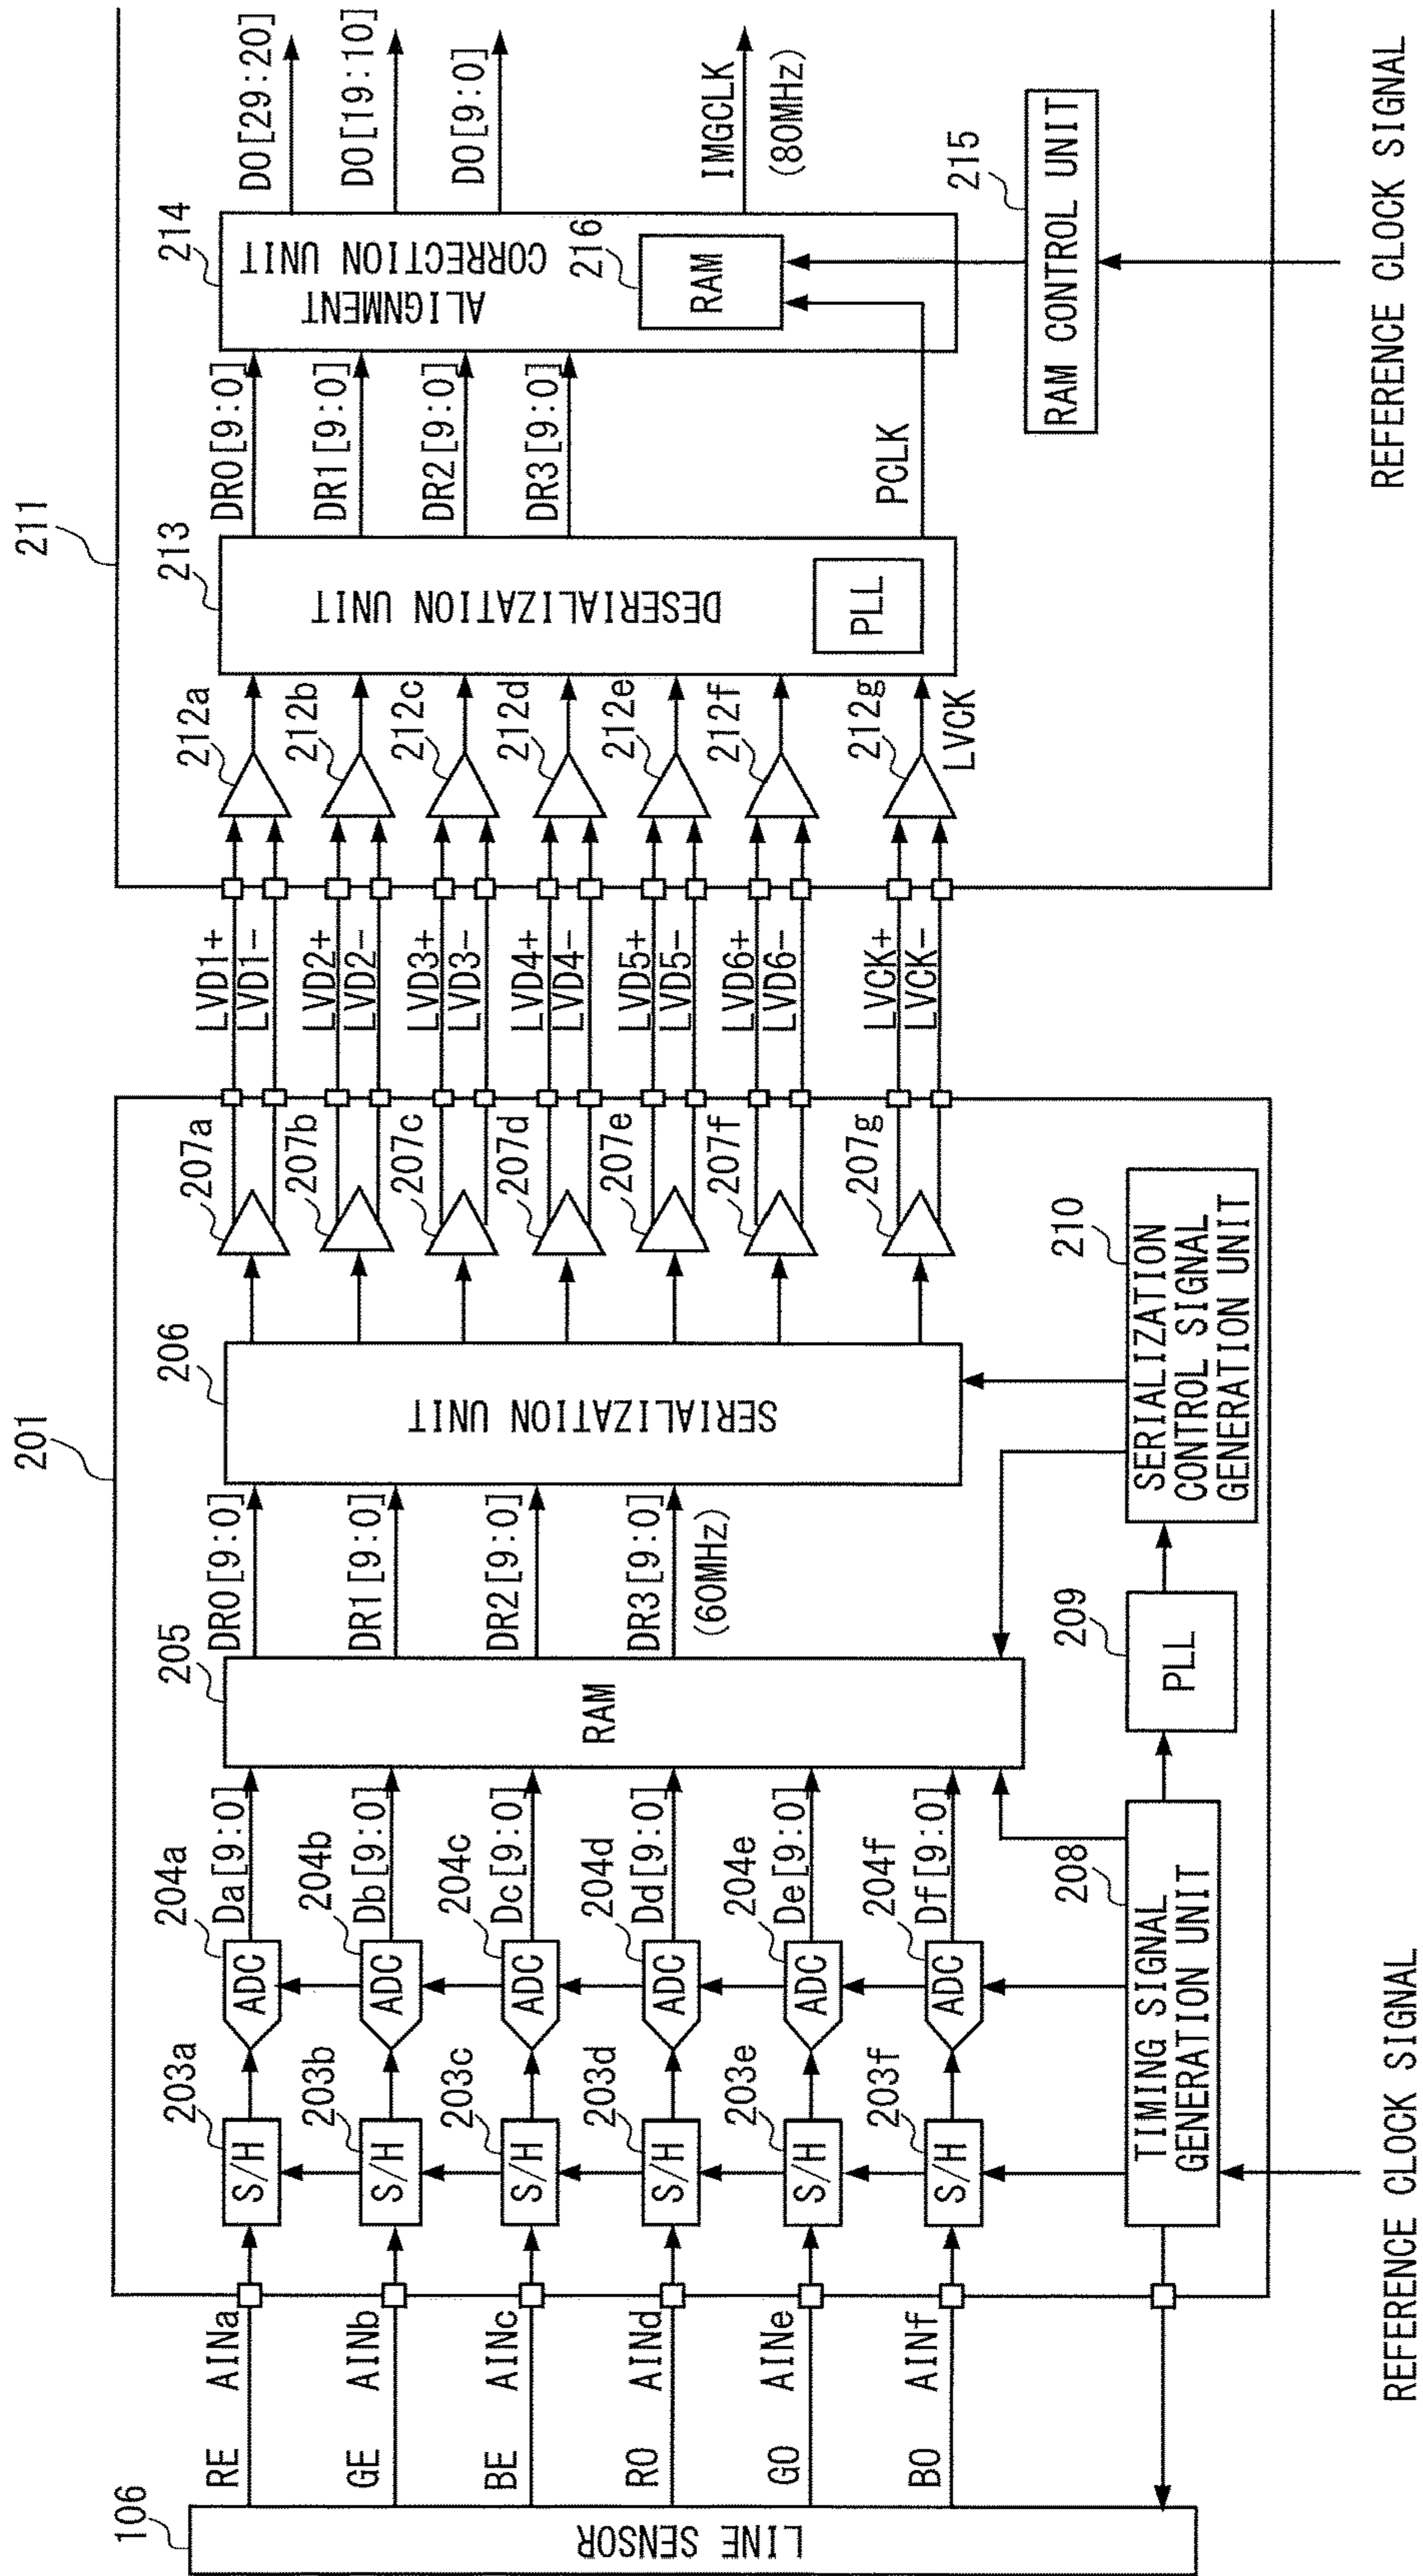 106
LINE SENSOR
RE
AINa
GE
AINb
BE
AINc
RO
AINd
GO
AINe
BO
AINf
201
203a
S/H
203b
S/H
203c
S/H
203d
S/H
203e
S/H
203f
S/H
204a
ADC
204b
ADC
204c
ADC
204d
ADC
204e
ADC
204f
ADC
Da[9:0]
Db[9:0]
Dc[9:0]
Dd[9:0]
De[9:0]
Df[9:0]
208
TIMING SIGNAL
GENERATION UNIT
REFERENCE CLOCK SIGNAL
205
RAM
209
PLL
DR0[9:0]
DR1[9:0]
DR2[9:0]
DR3[9:0]
(60MHz)
206
SERIALIZATION UNIT
210
SERIALIZATION
CONTROL SIGNAL
GENERATION UNIT
207a
207b
207c
207d
207e
207f
207g
LVD1+
LVD1-
LVD2+
LVD2-
LVD3+
LVD3-
LVD4+
LVD4-
LVD5+
LVD5-
LVD6+
LVD6-
LVCK+
LVCK-
211
212a
212b
212c
212d
212e
212f
212g
LVCK
213
DESERIALIZATION UNIT
PLL
DR0[9:0]
DR1[9:0]
DR2[9:0]
DR3[9:0]
PCLK
214
ALIGNMENT
CORRECTION UNIT
216
RAM
215
RAM CONTROL UNIT
REFERENCE CLOCK SIGNAL
DO[29:20]
DO[19:10]
DO[9:0]
IMGCLK
(80MHz)